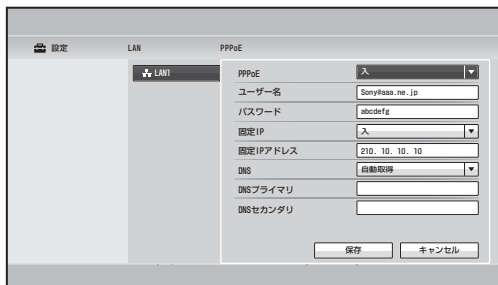 設定 LAN PPPoE
LAN1
PPPoE 入
ユーザー名 Sony@aaa.ne.jp
パスワード abcdefg
固定IP 入
固定IPアドレス 210. 10. 10. 10
DNS 自動取得
DNSプライマリ
DNSセカンダリ
保存 キャンセル